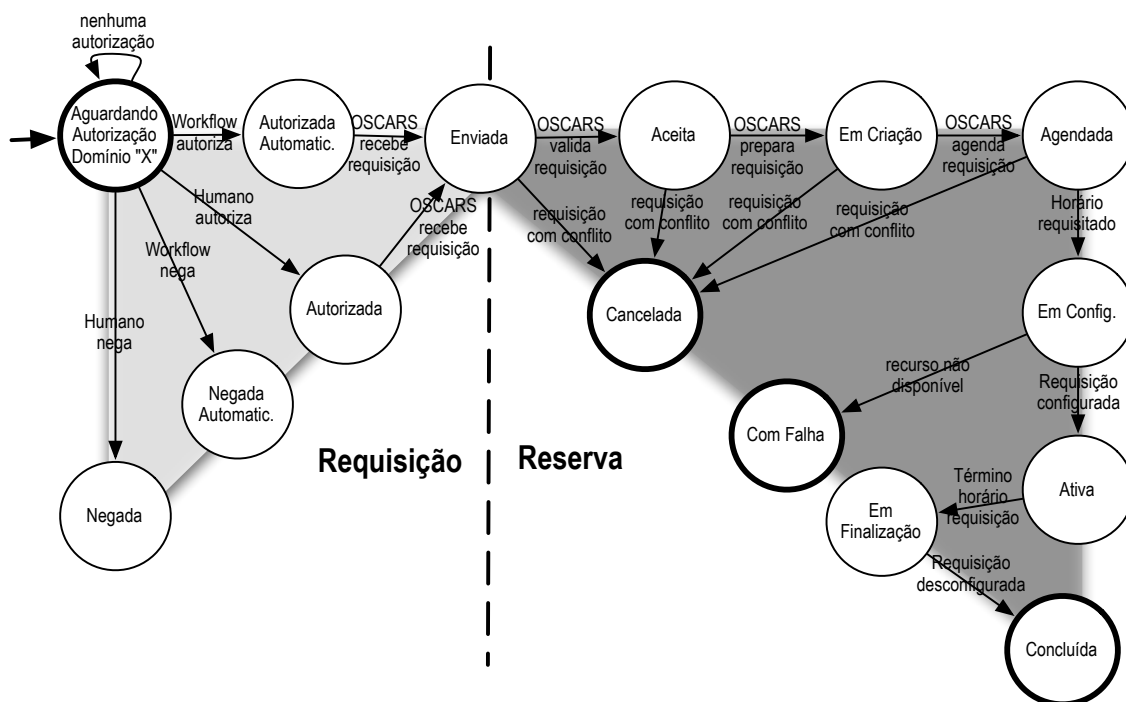 nenhuma
autorização
Aguardando
Autorização
Domínio "X"
Workflow
autoriza
Autorizada
Automatic.
OSCARS
recebe
requisição
Enviada
OSCARS
valida
requisição
Aceita
OSCARS
prepara
requisição
Em Criação
OSCARS
agenda
requisição
Agendada
Humano
autoriza
OSCARS
recebe
requisição
requisição
com conflito
requisição
com conflito
requisição
com conflito
requisição
com conflito
Horário
requisitado
Workflow
nega
Autorizada
Cancelada
Em Config.
Humano
nega
Negada
Automatic.
recurso não
disponível
Requisição
configurada
Requisição
Reserva
Com Falha
Negada
Em
Finalização
Término
horário
requisição
Ativa
Requisição
desconfigurada
Concluída